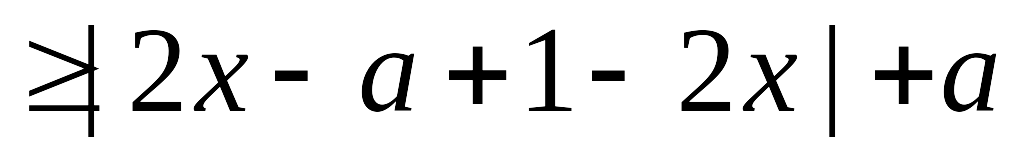 ≥| 2x - a + 1 - 2x | + a